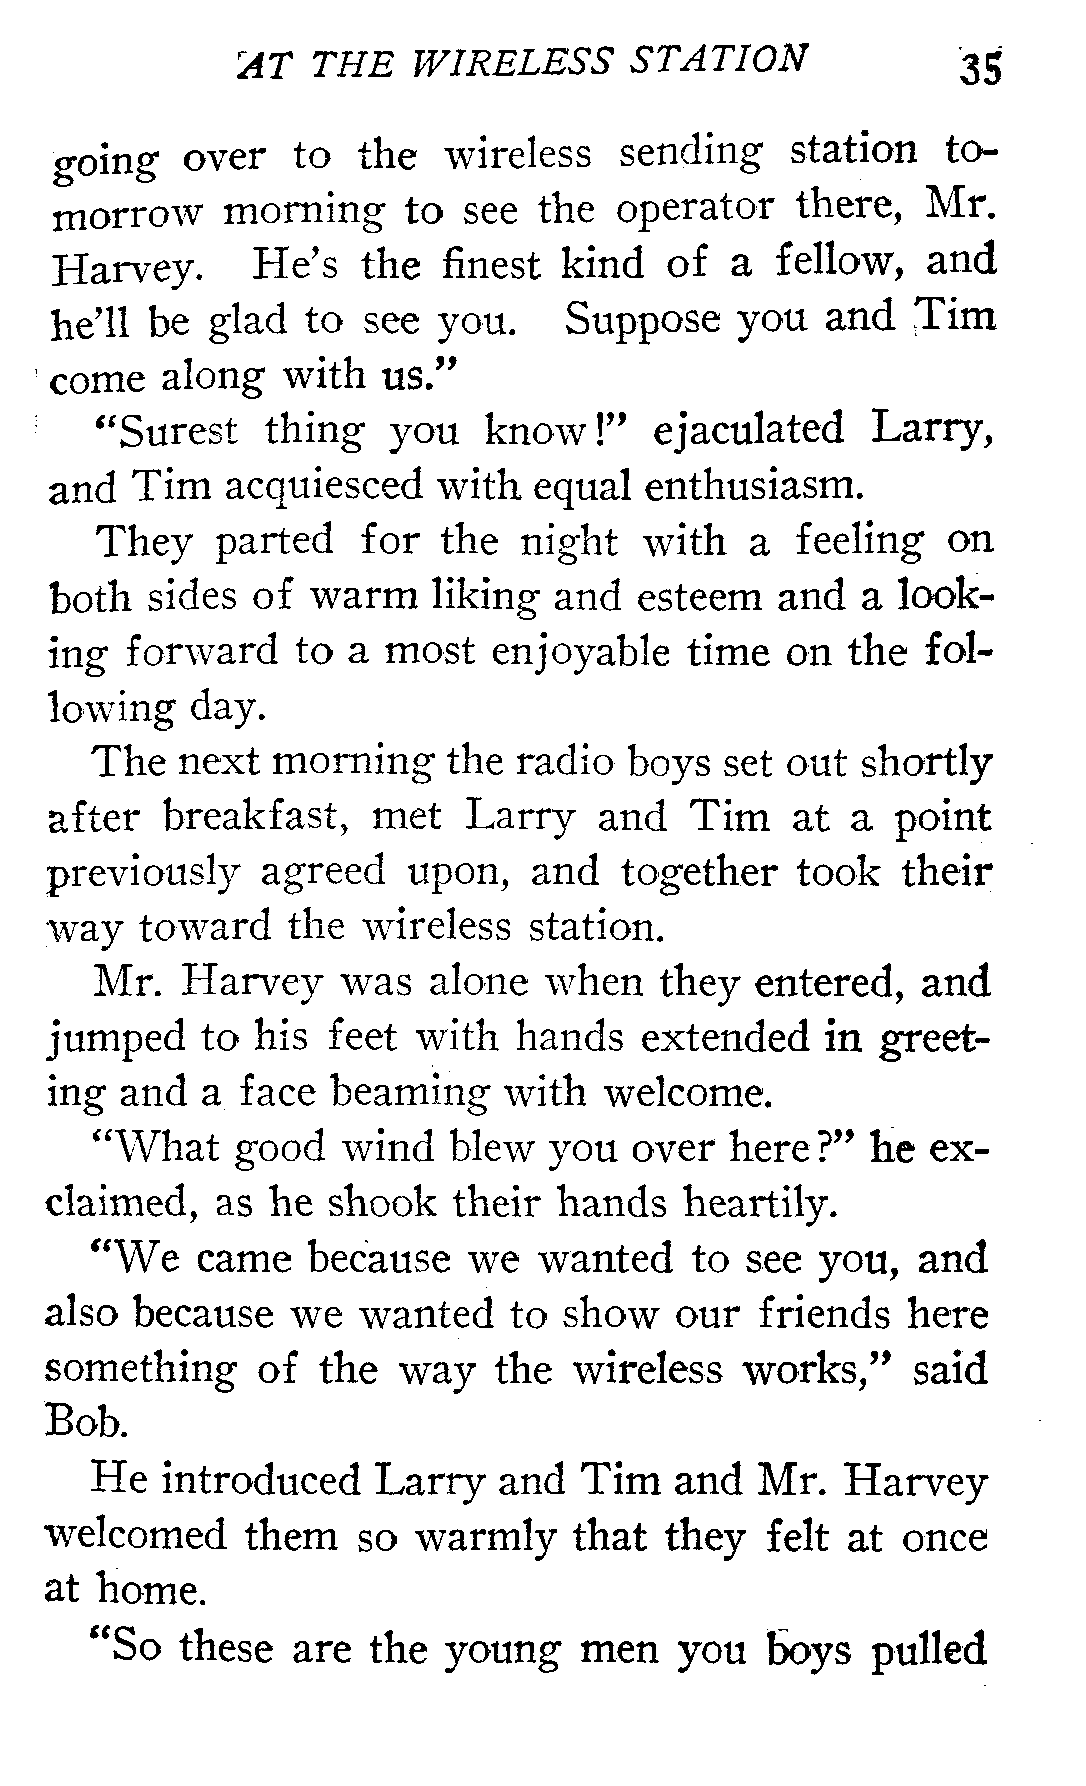 AT THE WIRELESS STATION 35
going over to the wireless sending station to-
morrow morning to see the operator there, Mr.
Harvey. He's the finest kind of a fellow, and
he'll be glad to see you. Suppose you and Tim
come along with us."
"Surest thing you know!" ejaculated Larry,
and Tim acquiesced with equal enthusiasm.
They parted for the night with a feeling on
both sides of warm liking and esteem and a look-
ing forward to a most enjoyable time on the fol-
lowing day.
The next morning the radio boys set out shortly
after breakfast, met Larry and Tim at a point
previously agreed upon, and together took their
way toward the wireless station.
Mr. Harvey was alone when they entered, and
jumped to his feet with hands extended in greet-
ing and a face beaming with welcome.
"What good wind blew you over here?" he ex-
claimed, as he shook their hands heartily.
"We came because we wanted to see you, and
also because we wanted to show our friends here
something of the way the wireless works," said
Bob.
He introduced Larry and Tim and Mr. Harvey
welcomed them so warmly that they felt at once
at home.
"So these are the young men you boys pulled